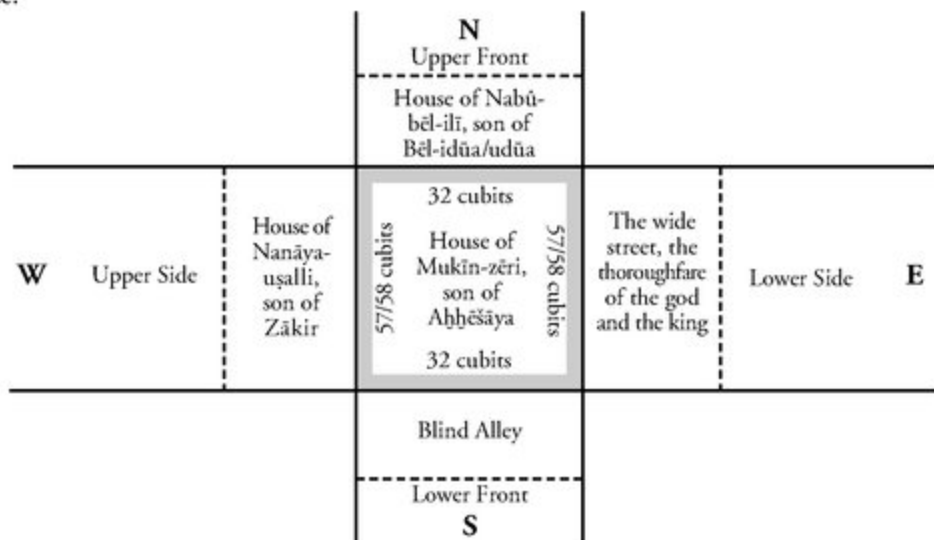 N
Upper Front
House of Nabû-
bēl-ilī, son of
Bēl-idūa/udūa
W
Upper Side
House of
Nanāya-
uṣalli,
son of
Zākir
32 cubits
57/58 cubits
House of
Mukīn-zēri,
son of
Aḫḫēšāya
57/58 cubits
32 cubits
The wide
street, the
thoroughfare
of the god
and the king
Lower Side
E
Blind Alley
Lower Front
S